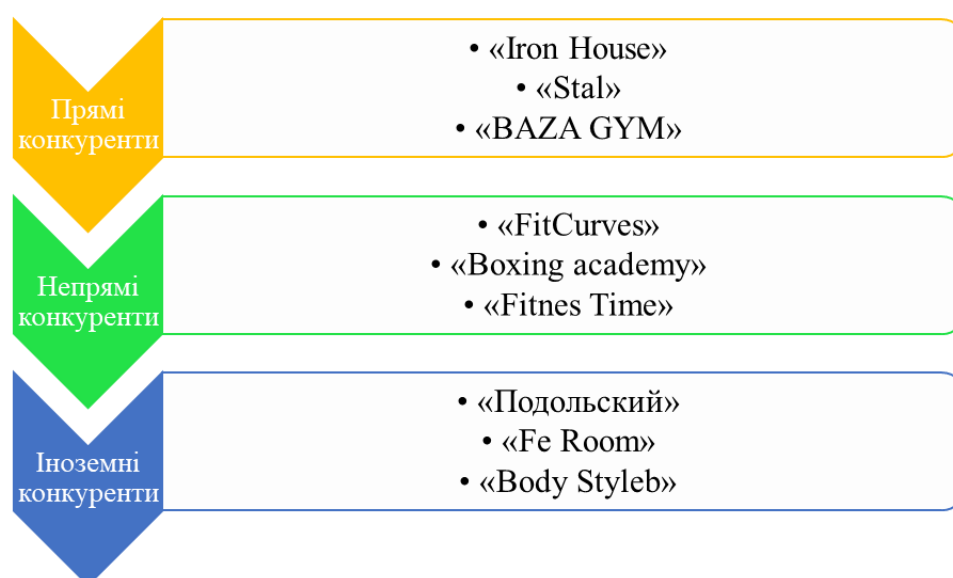 Прямі
конкуренти
• «Iron House»
• «Stal»
• «BAZA GYM»
Непрямі
конкуренти
• «FitCurves»
• «Boxing academy»
• «Fitnes Time»
Іноземні
конкуренти
• «Подольский»
• «Fe Room»
• «Body Styleb»